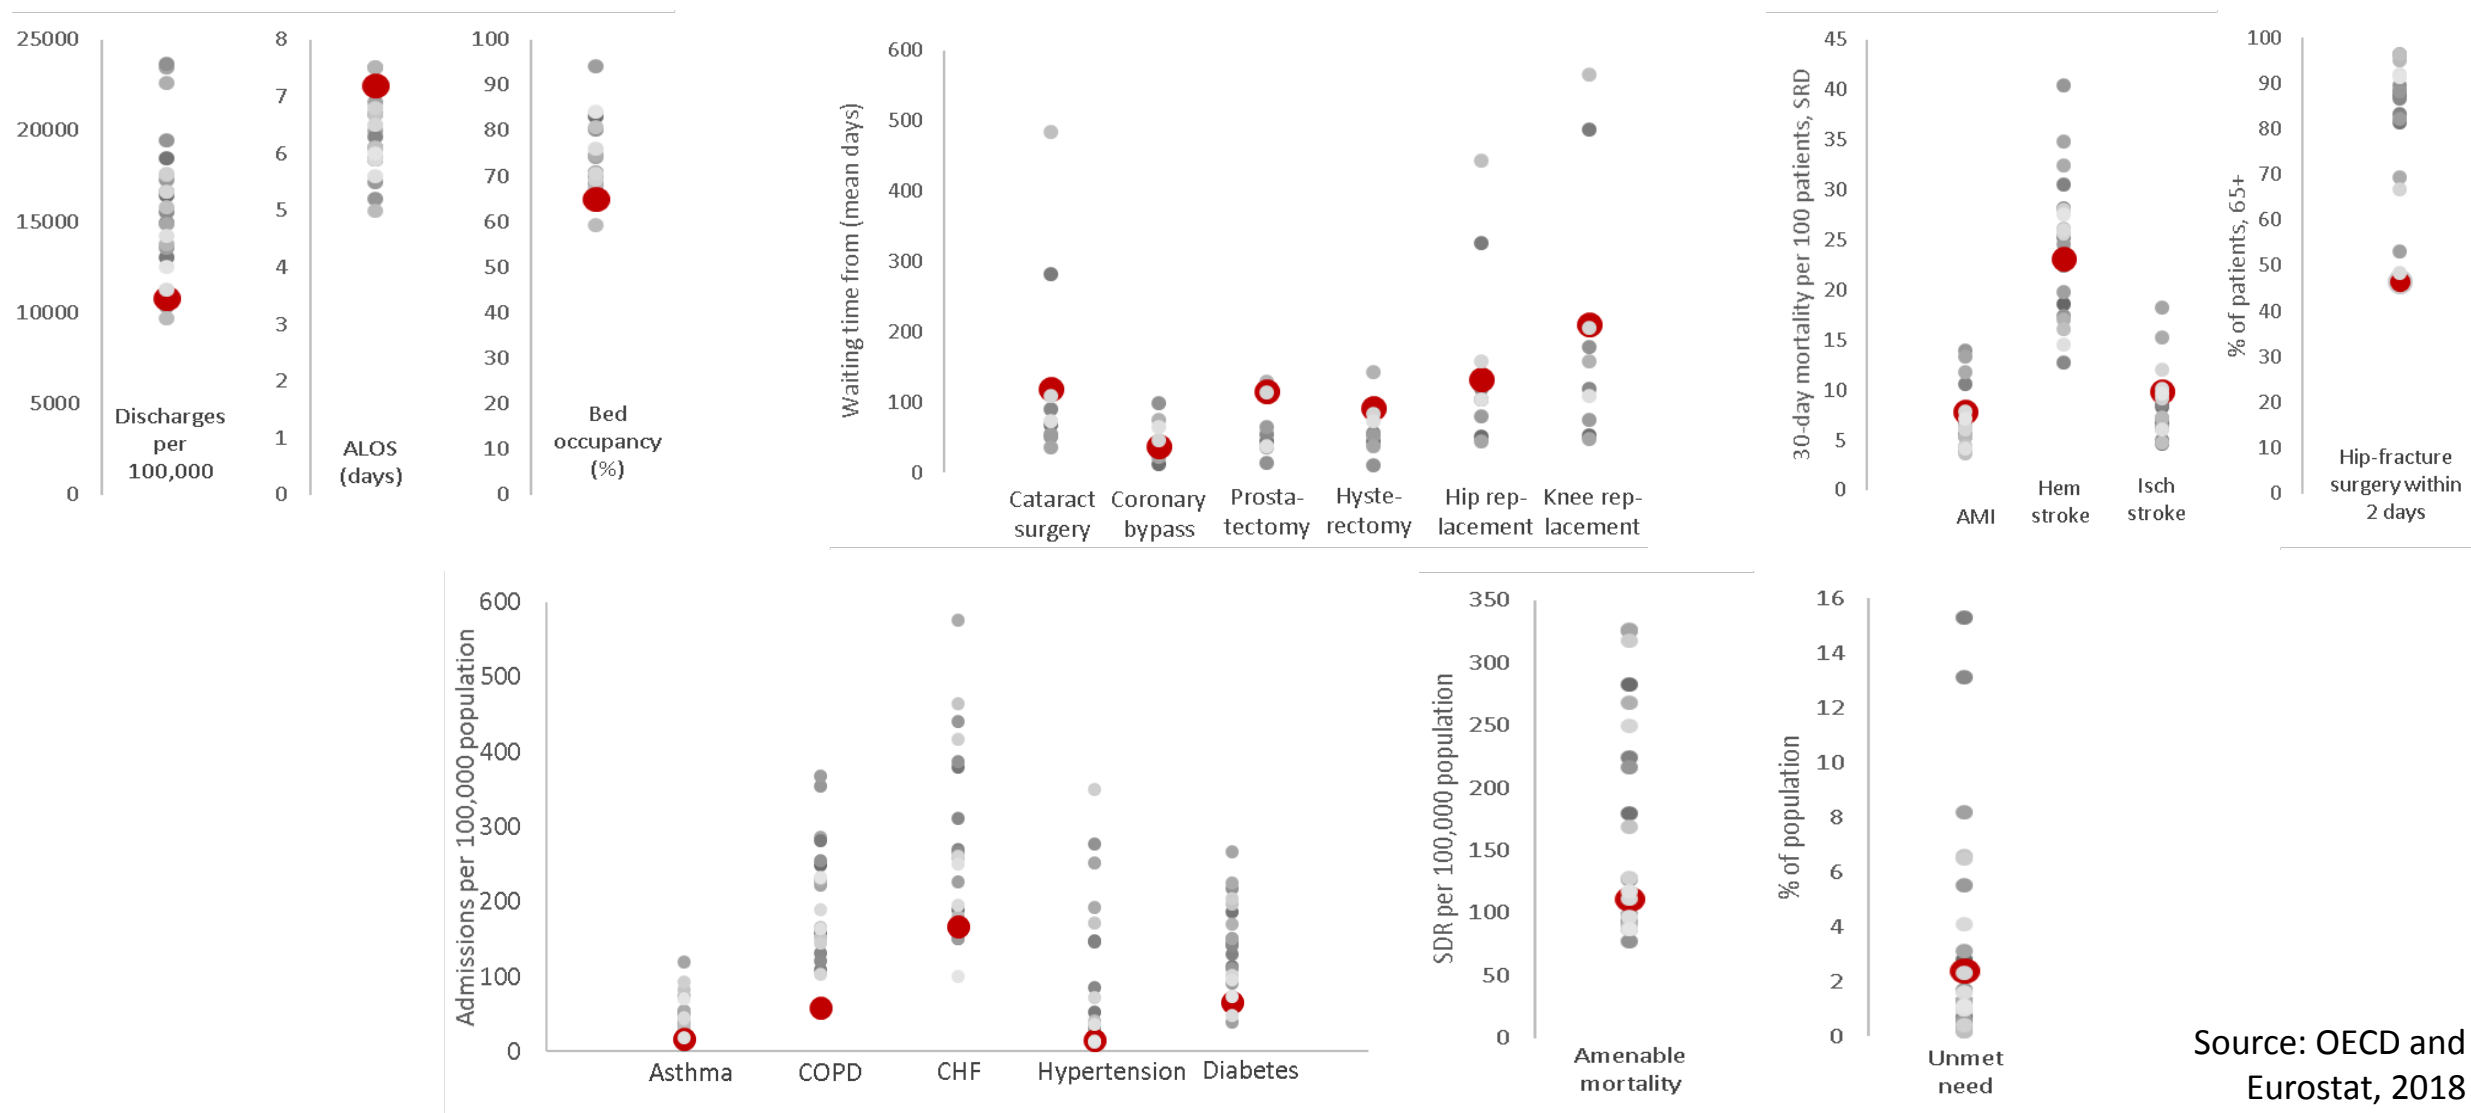 25000
20000
15000
10000
5000
0
Discharges
per
100,000
8
7
6
5
4
3
2
1
0
ALOS
(days)
100
90
80
70
60
50
40
30
20
10
0
Bed
occupancy
(%)
Waiting time from (mean days)
600
500
400
300
200
100
0
Cataract
surgery
Coronary
bypass
Prosta-
tectomy
Hyste-
rectomy
Hip rep-
lacement
Knee rep-
lacement
30-day mortality per 100 patients, SRD
45
40
35
30
25
20
15
10
5
0
AMI
Hem
stroke
Isch
stroke
% of patients, 65+
100
90
80
70
60
50
40
30
20
10
0
Hip-fracture
surgery within
2 days
Admissions per 100,000 population
600
500
400
300
200
100
0
Asthma
COPD
CHF
Hypertension
Diabetes
SDR per 100,000 population
350
300
250
200
150
100
50
0
Amenable
mortality
% of population
16
14
12
10
8
6
4
2
0
Unmet
need
Source: OECD and
Eurostat, 2018